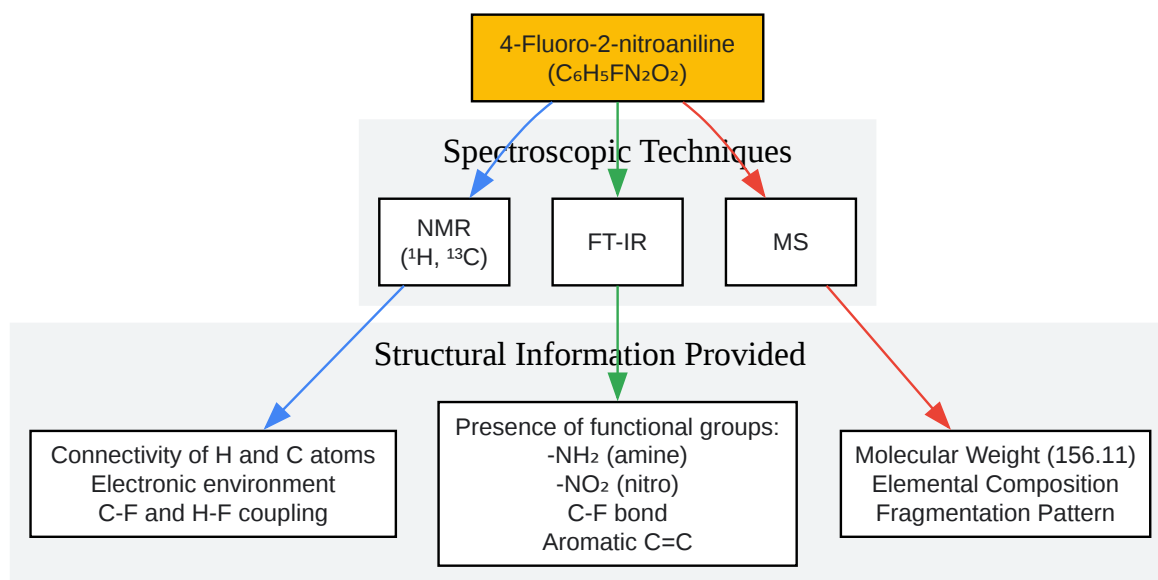 4-Fluoro-2-nitroaniline
(C₆H₅FN₂O₂)
Spectroscopic Techniques
NMR
(¹H, ¹³C)
FT-IR
MS
Structural Information Provided
Connectivity of H and C atoms
Electronic environment
C-F and H-F coupling
Presence of functional groups:
-NH₂ (amine)
-NO₂ (nitro)
C-F bond
Aromatic C=C
Molecular Weight (156.11)
Elemental Composition
Fragmentation Pattern